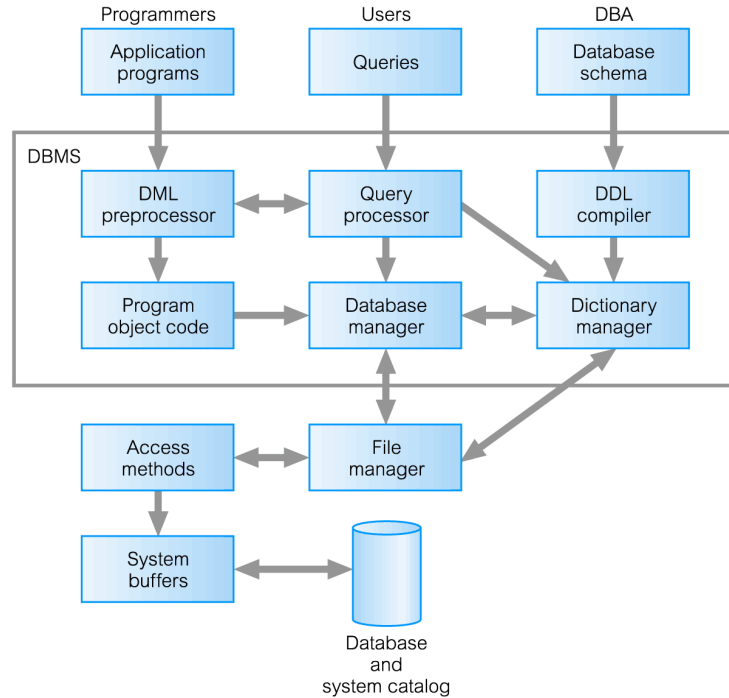 Programmers
Users
DBA
Application
programs
Queries
Database
schema
DBMS
DML
preprocessor
Query
processor
DDL
compiler
Program
object code
Database
manager
Dictionary
manager
Access
methods
File
manager
System
buffers
Database
and
system catalog